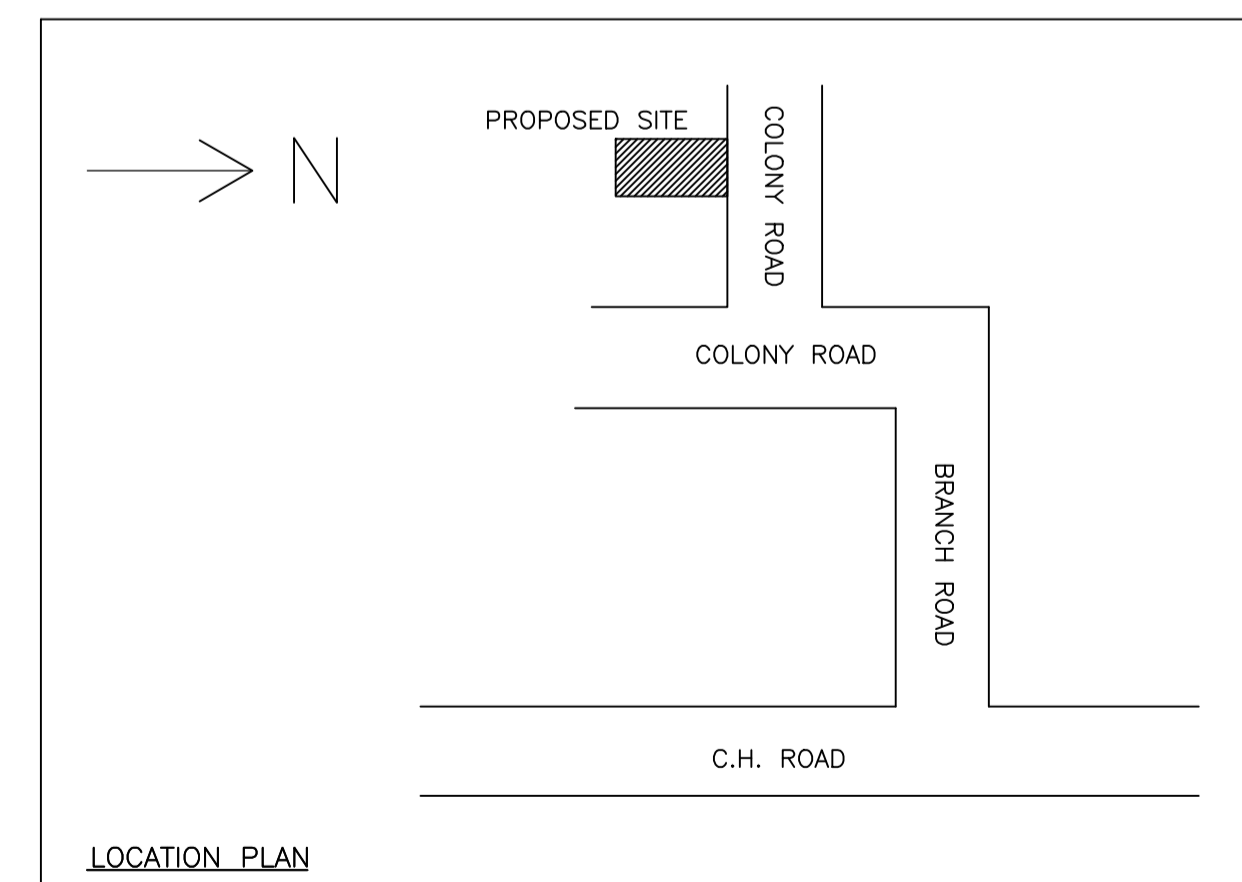 PROPOSED SITE
COLONY ROAD
N
COLONY ROAD
BRANCH ROAD
C.H. ROAD
LOCATION PLAN